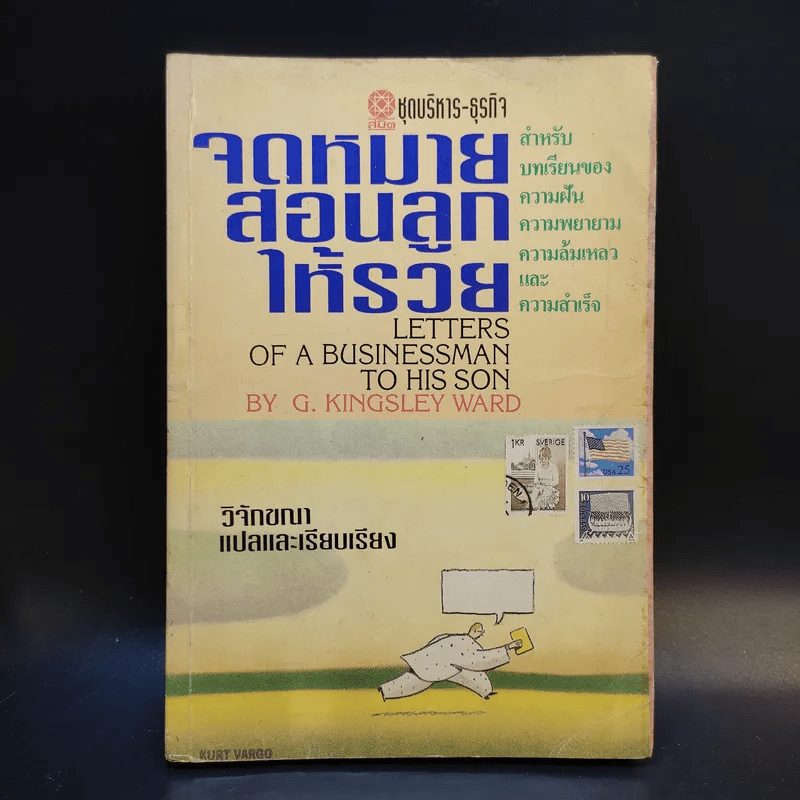 สมิต
ชุดบริหาร-ธุรกิจ
จดหมาย
สอนลูก
ให้รวย
สำหรับ
บทเรียนของ
ความฝัน
ความพยายาม
ความล้มเหลว
และ
ความสำเร็จ
LETTERS
OF A BUSINESSMAN
TO HIS SON
BY G. KINGSLEY WARD
1KR SVERIGE
USA 25
10
วิจักขณา
แปลและเรียบเรียง
KURT VARGO